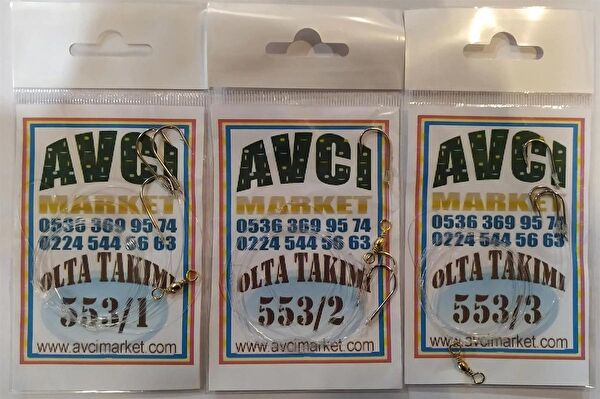 AVCI
MARKET
0536 369 95 74
0224 544 56 63
OLTA TAKIMI
553/1
www.avcimarket.com
AVCI
MARKET
0536 369 95 74
0224 544 56 63
OLTA TAKIMI
553/2
www.avcimarket.com
AVCI
MARKET
0536 369 95 74
0224 544 56 63
OLTA TAKIMI
553/3
www.avcimarket.com